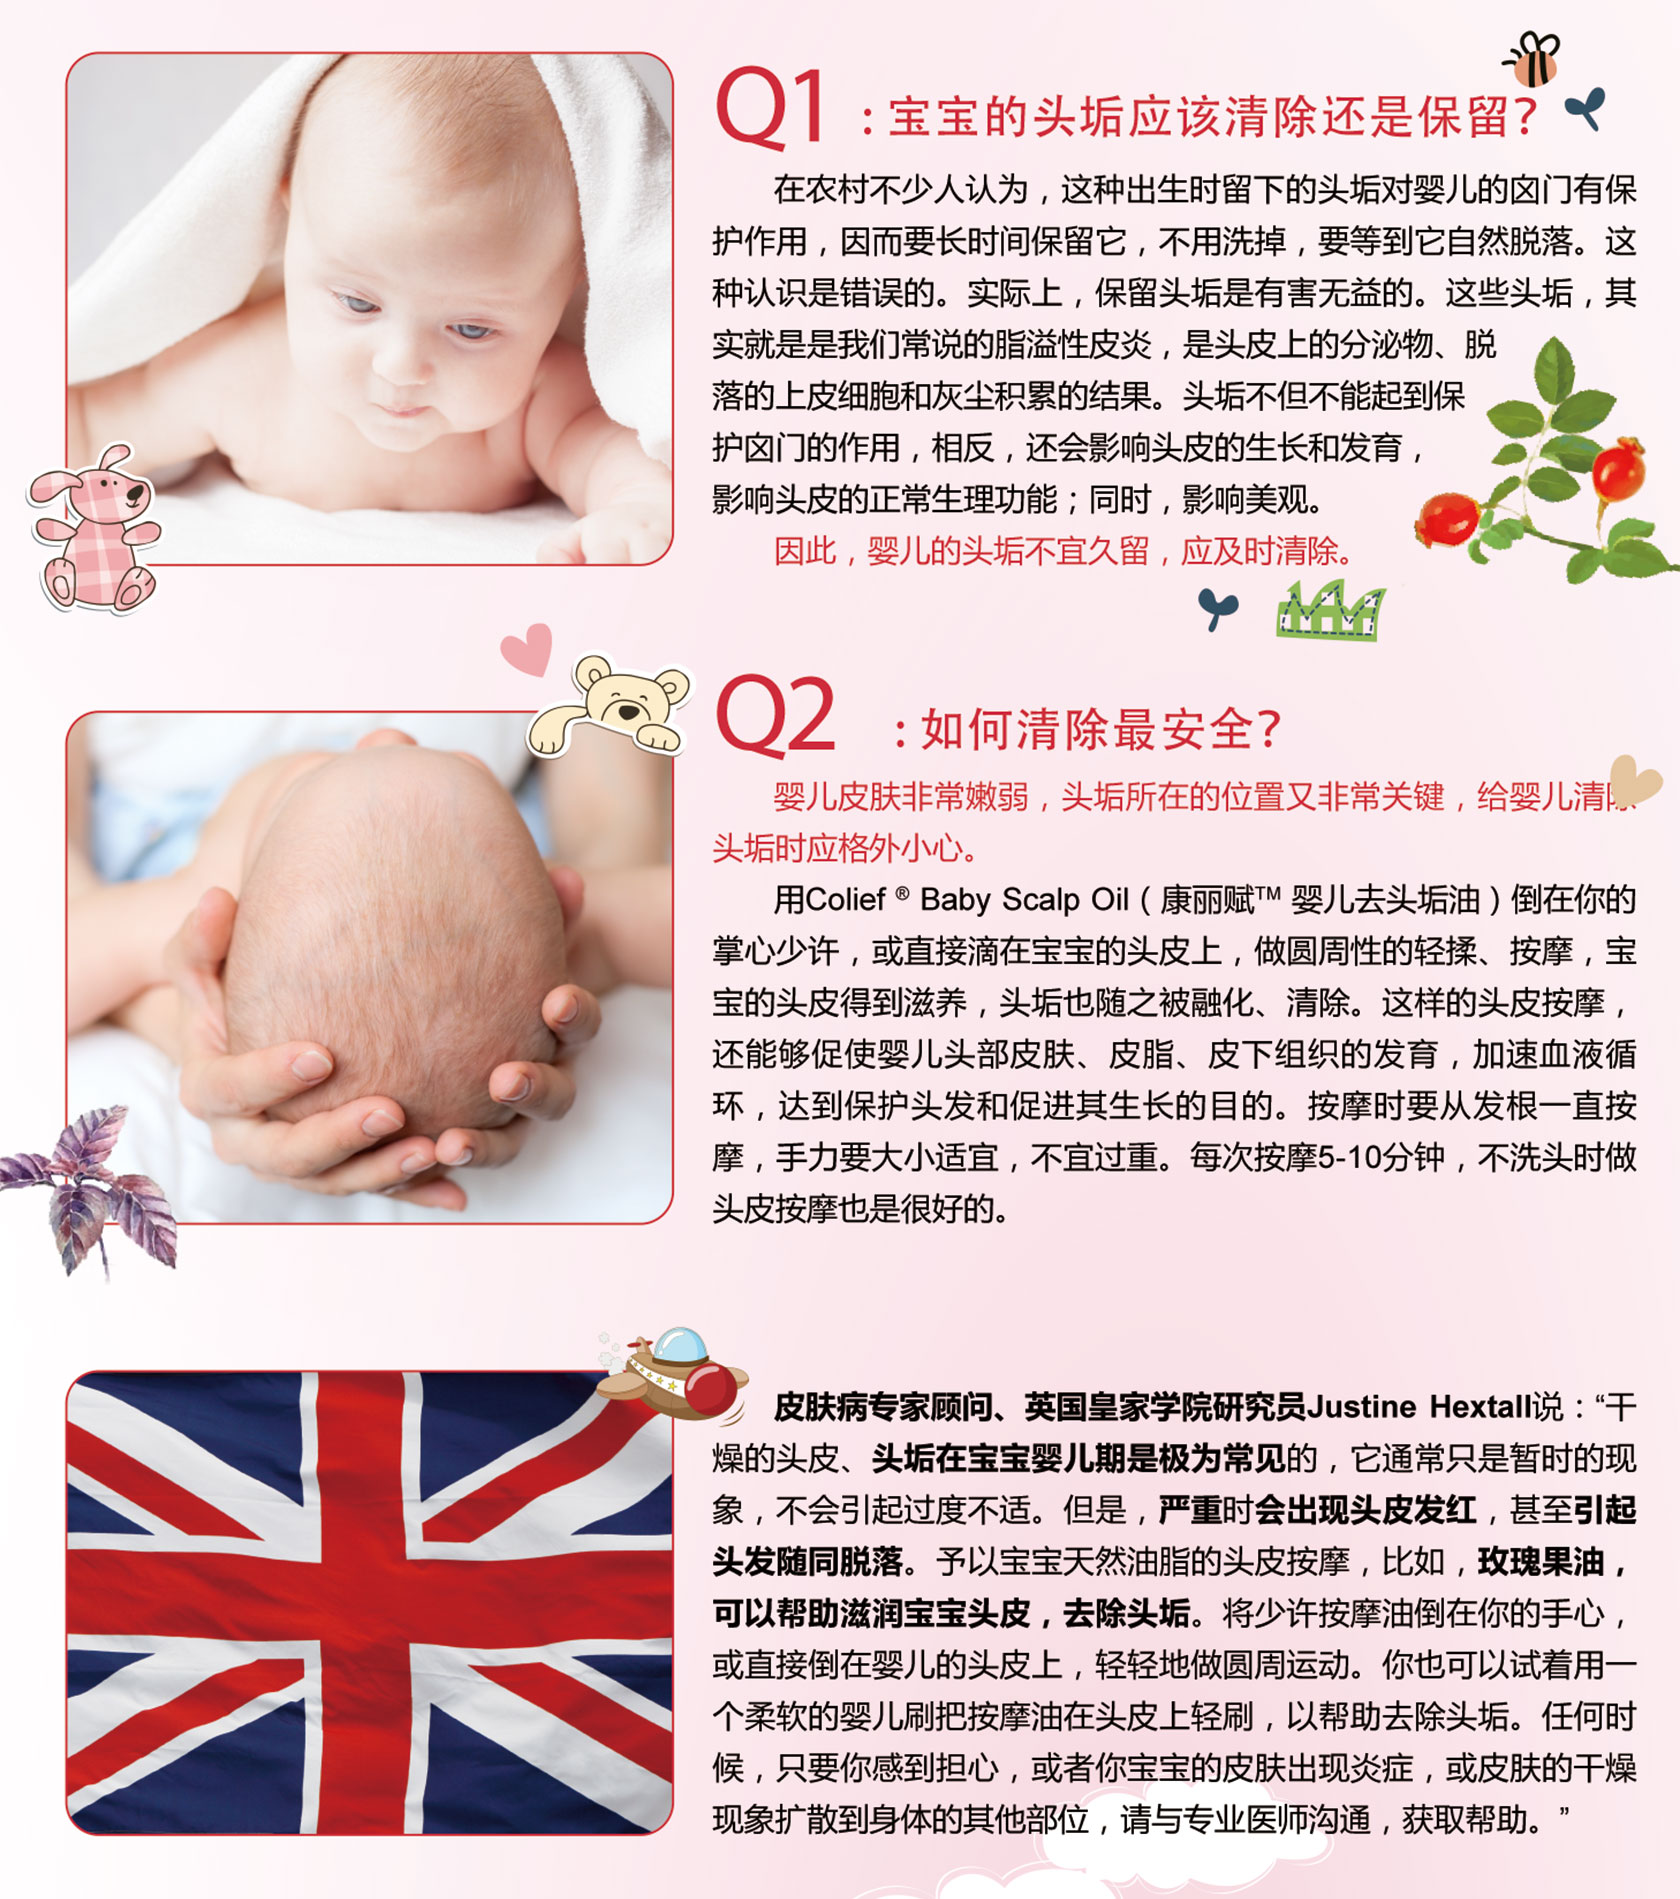 Q1：宝宝的头垢应该清除还是保留？
在农村不少人认为，这种出生时留下的头垢对婴儿的囟门有保
护作用，因而要长时间保留它，不用洗掉，要等到它自然脱落。这
种认识是错误的。实际上，保留头垢是有害无益的。这些头垢，其
实就是是我们常说的脂溢性皮炎，是头皮上的分泌物、脱
落的上皮细胞和灰尘积累的结果。头垢不但不能起到保
护囟门的作用，相反，还会影响头皮的生长和发育，
影响头皮的正常生理功能；同时，影响美观。
因此，婴儿的头垢不宜久留，应及时清除。
Q2：如何清除最安全？
婴儿皮肤非常嫩弱，头垢所在的位置又非常关键，给婴儿清除
头垢时应格外小心。
用Colief ® Baby Scalp Oil（康丽赋™ 婴儿去头垢油）倒在你的
掌心少许，或直接滴在宝宝的头皮上，做圆周性的轻揉、按摩，宝
宝的头皮得到滋养，头垢也随之被融化、清除。这样的头皮按摩，
还能够促使婴儿头部皮肤、皮脂、皮下组织的发育，加速血液循
环，达到保护头发和促进其生长的目的。按摩时要从发根一直按
摩，手力要大小适宜，不宜过重。每次按摩5-10分钟，不洗头时做
头皮按摩也是很好的。
皮肤病专家顾问、英国皇家学院研究员Justine Hextall说：“干
燥的头皮、头垢在宝宝婴儿期是极为常见的，它通常只是暂时的现
象，不会引起过度不适。但是，严重时会出现头皮发红，甚至引起
头发随同脱落。予以宝宝天然油脂的头皮按摩，比如，玫瑰果油，
可以帮助滋润宝宝头皮，去除头垢。将少许按摩油倒在你的手心，
或直接倒在婴儿的头皮上，轻轻地做圆周运动。你也可以试着用一
个柔软的婴儿刷把按摩油在头皮上轻刷，以帮助去除头垢。任何时
候，只要你感到担心，或者你宝宝的皮肤出现炎症，或皮肤的干燥
现象扩散到身体的其他部位，请与专业医师沟通，获取帮助。”